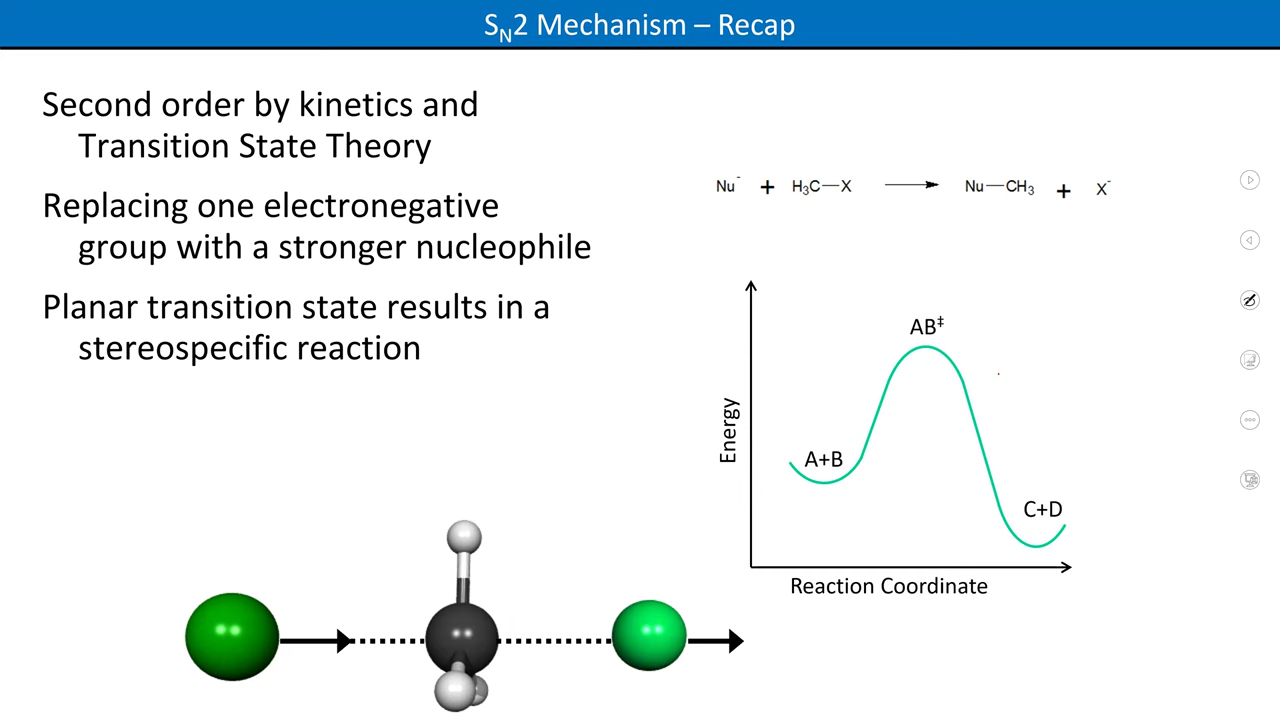 S_N2 Mechanism – Recap
Second order by kinetics and
Transition State Theory
Replacing one electronegative
group with a stronger nucleophile
Planar transition state results in a
stereospecific reaction
Nu⁻ + H₃C—X → Nu—CH₃ + X⁻
AB‡
Energy
A+B
C+D
Reaction Coordinate